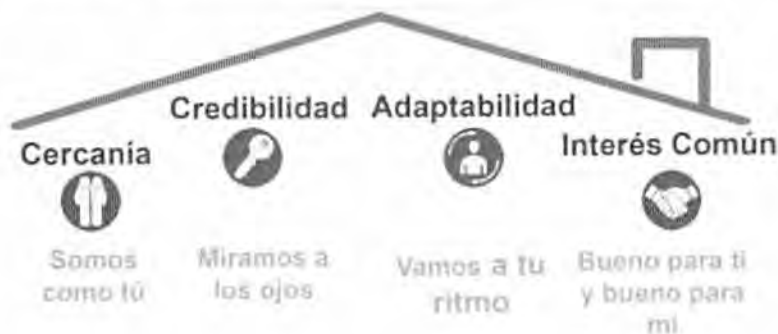 Credibilidad
Adaptabilidad
Cercanía
Interés Común
Somos
como tú
Miramos a
los ojos
Vamos a tu
ritmo
Bueno para ti
y bueno para
mi